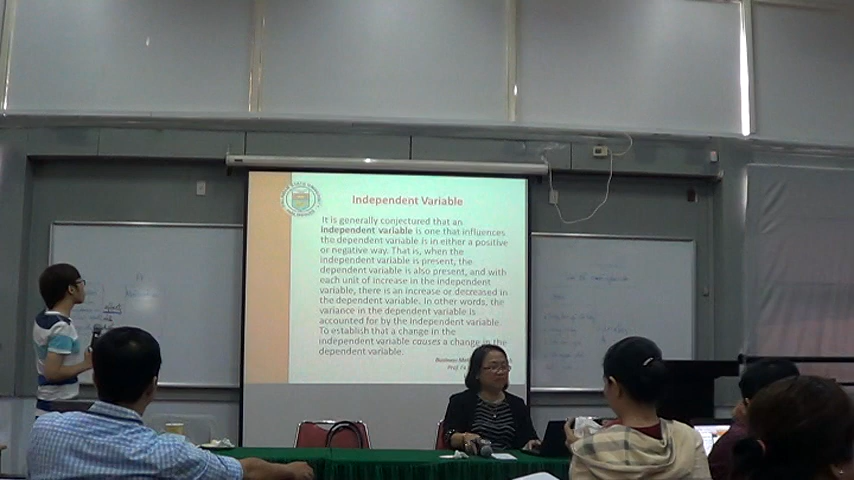 Independent Variable
It is generally conjectured that an
independent variable is one that influences
the dependent variable is in either a positive
or negative way. That is, when the
independent variable is present, the
dependent variable is also present, and with
each unit of increase in the independent
variable, there is an increase or decreased in
the dependent variable. In other words, the
variance in the dependent variable is
accounted for by the independent variable.
To establish that a change in the
independent variable causes a change in the
dependent variable.
Business
Prof.